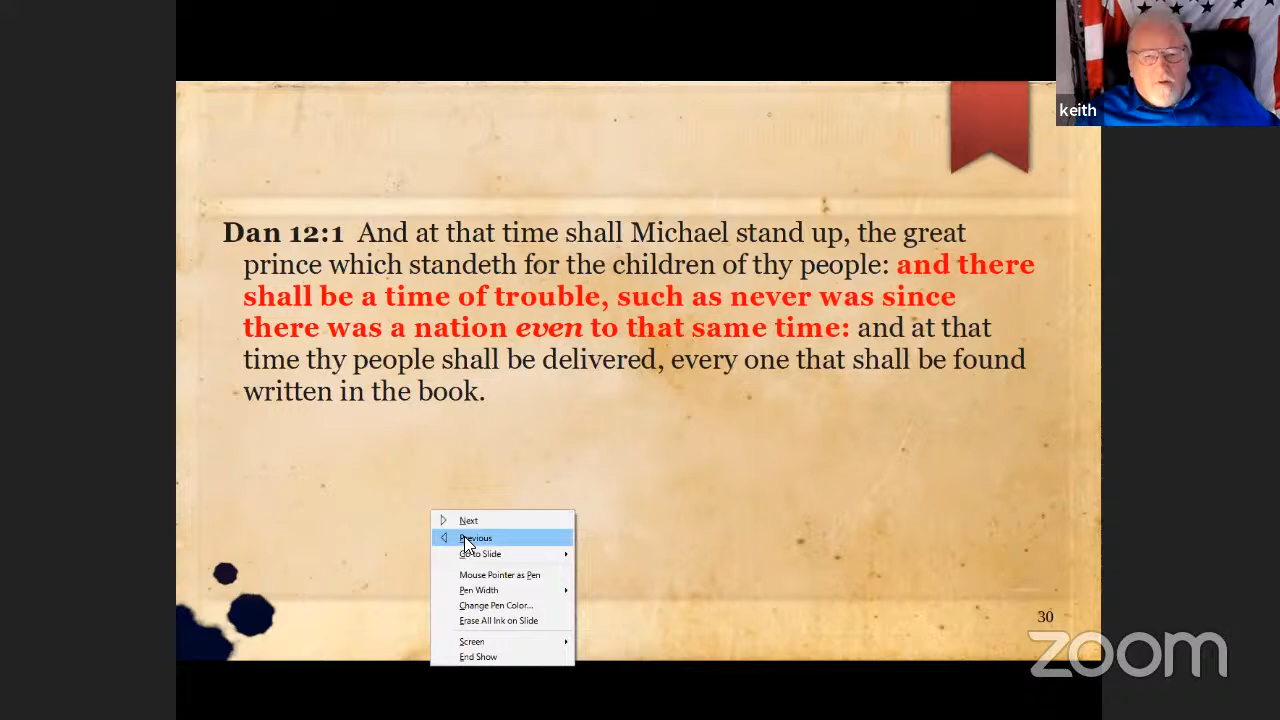 keith
Dan 12:1 And at that time shall Michael stand up, the great
prince which standeth for the children of thy people: and there
shall be a time of trouble, such as never was since
there was a nation even to that same time: and at that
time thy people shall be delivered, every one that shall be found
written in the book.
Next
Previous
Go to Slide
Mouse Pointer as Pen
Pen Width
Change Pen Color...
Erase All Ink on Slide
Screen
End Show
30
zoom